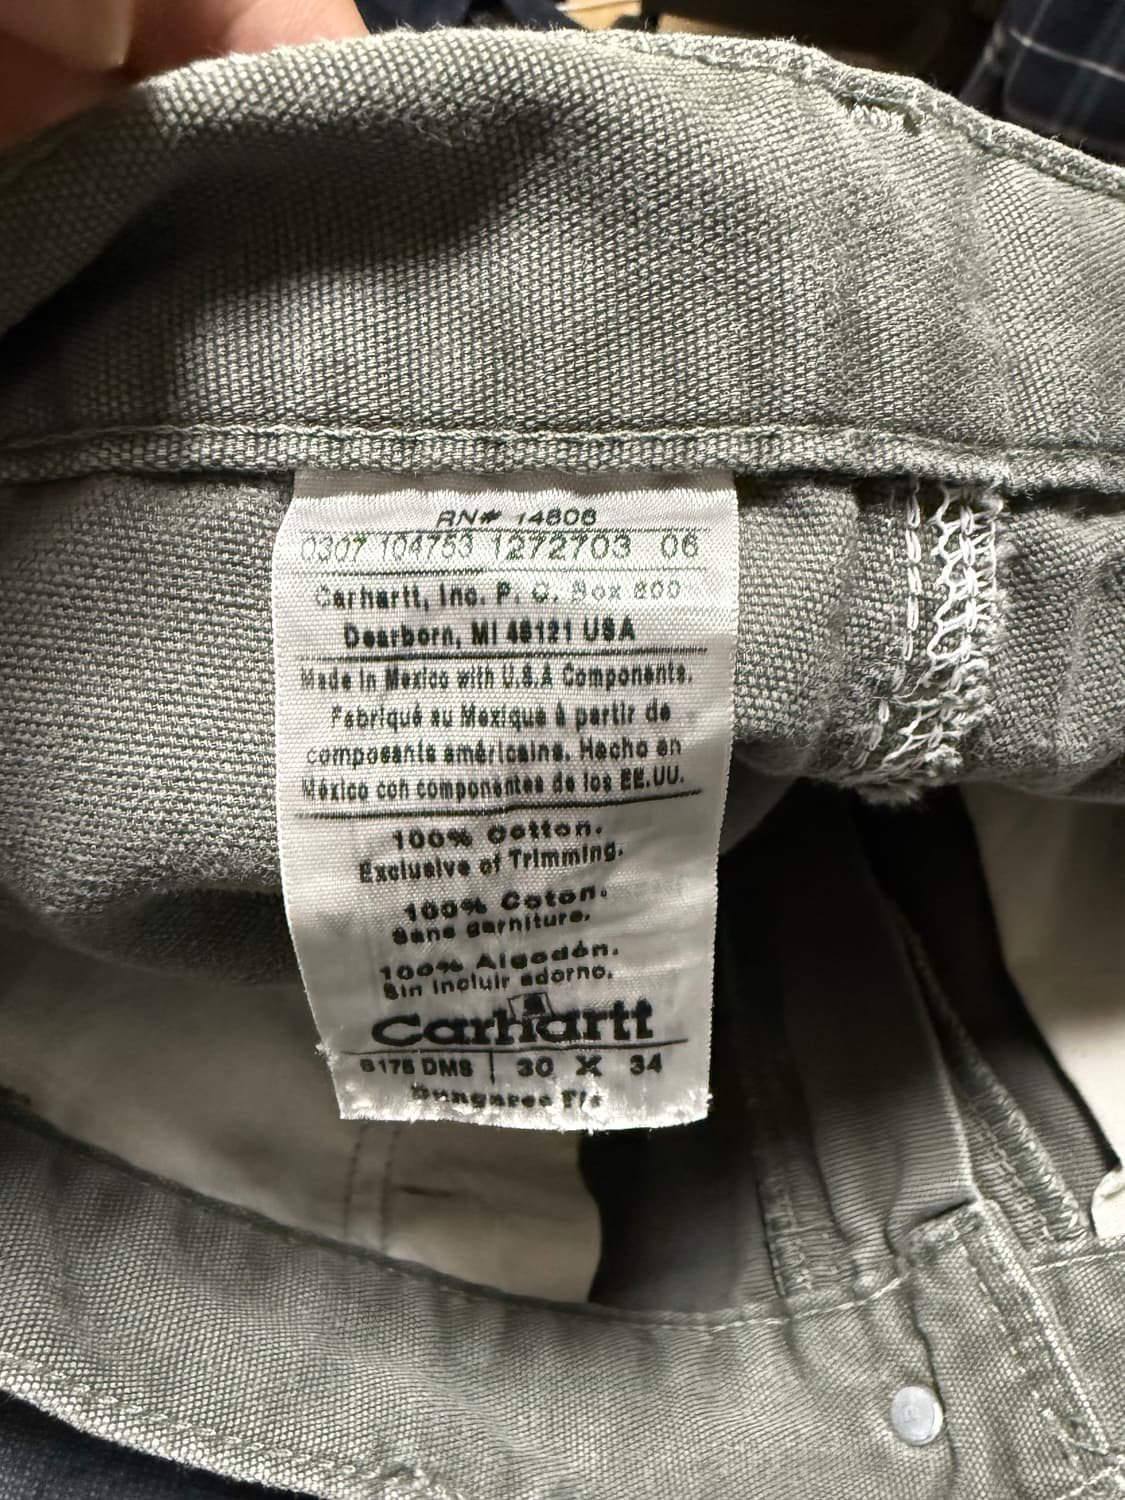 RN# 14806
0307 104753 1272703 06
Carhartt, Inc. P. O. Box 600
Dearborn, MI 48121 USA
Made in Mexico with U.S.A Components.
Fabriqué au Mexique à partir de
composants américains. Hecho en
México con componentes de los EE.UU.
100% Cotton.
Exclusive of Trimming.
100% Coton.
Sans garniture.
100% Algodón.
Sin incluir adorno.
Carhartt
DMS 30 X 34
Dungaree Fit